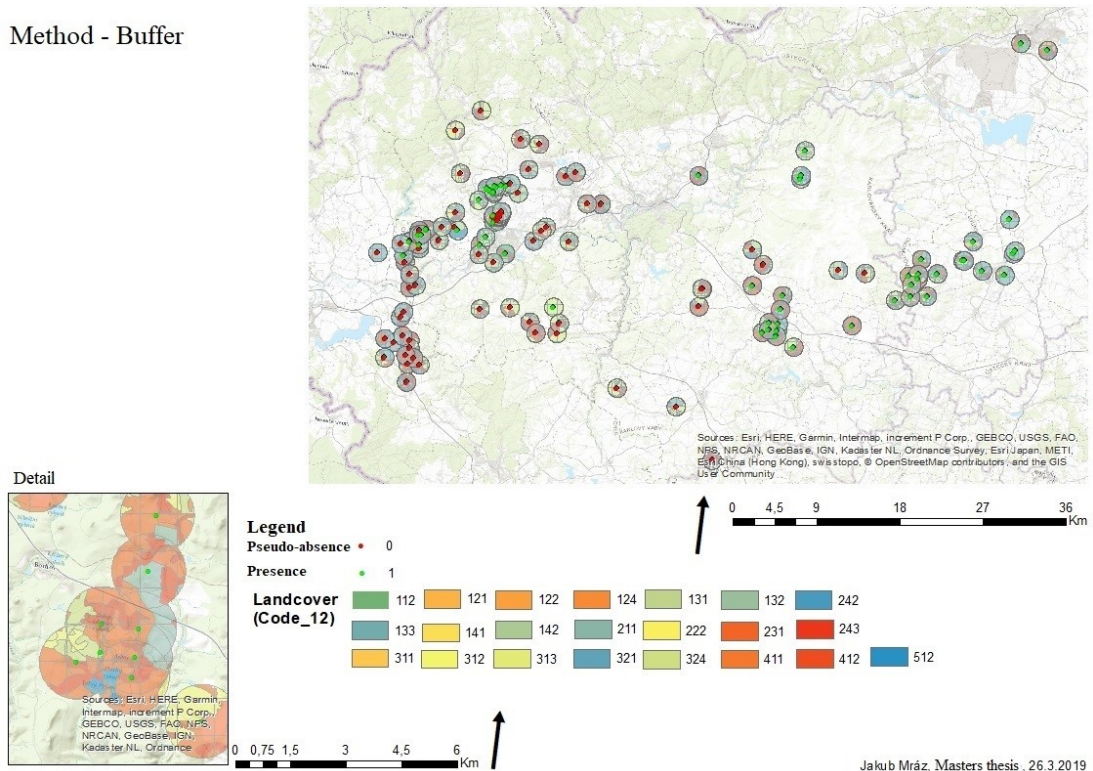 Method - Buffer
Sources: Esri, HERE, Garmin, Intermap, increment P Corp., GEBCO, USGS, FAO,
NPS, NRCAN, GeoBase, IGN, Kadaster NL, Ordnance Survey, Esri Japan, METI,
Esri China (Hong Kong), swisstopo, © OpenStreetMap contributors, and the GIS
User Community
0 4,5 9 18 27 36
Km
Detail
Sources: Esri, HERE, Garmin,
Intermap, increment P Corp.,
GEBCO, USGS, FAO, NPS,
NRCAN, GeoBase, IGN,
Kadaster NL, Ordnance
Legend
Pseudo-absence 0
Presence 1
Landcover
(Code_12)
112 121 122 124 131 132 242
133 141 142 211 222 231 243
311 312 313 321 324 411 412 512
0 0,75 1,5 3 4,5 6
Km
Jakub Mráz, Masters thesis , 26.3.2019